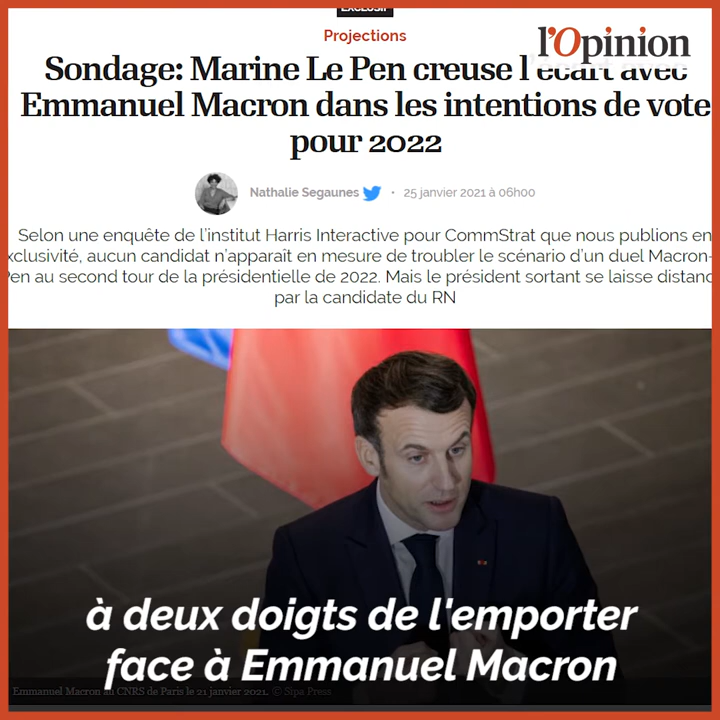 EXCLUSIF
Projections
l'Opinion
Sondage: Marine Le Pen creuse l'écart avec
Emmanuel Macron dans les intentions de vote
pour 2022
Nathalie Segaunes · 25 janvier 2021 à 06h00
Selon une enquête de l'institut Harris Interactive pour CommStrat que nous publions en
xclusivité, aucun candidat n'apparaît en mesure de troubler le scénario d'un duel Macron-
Pen au second tour de la présidentielle de 2022. Mais le président sortant se laisse distanc
par la candidate du RN
à deux doigts de l'emporter
face à Emmanuel Macron
Emmanuel Macron au CNRS de Paris le 21 janvier 2021. © Sipa Press